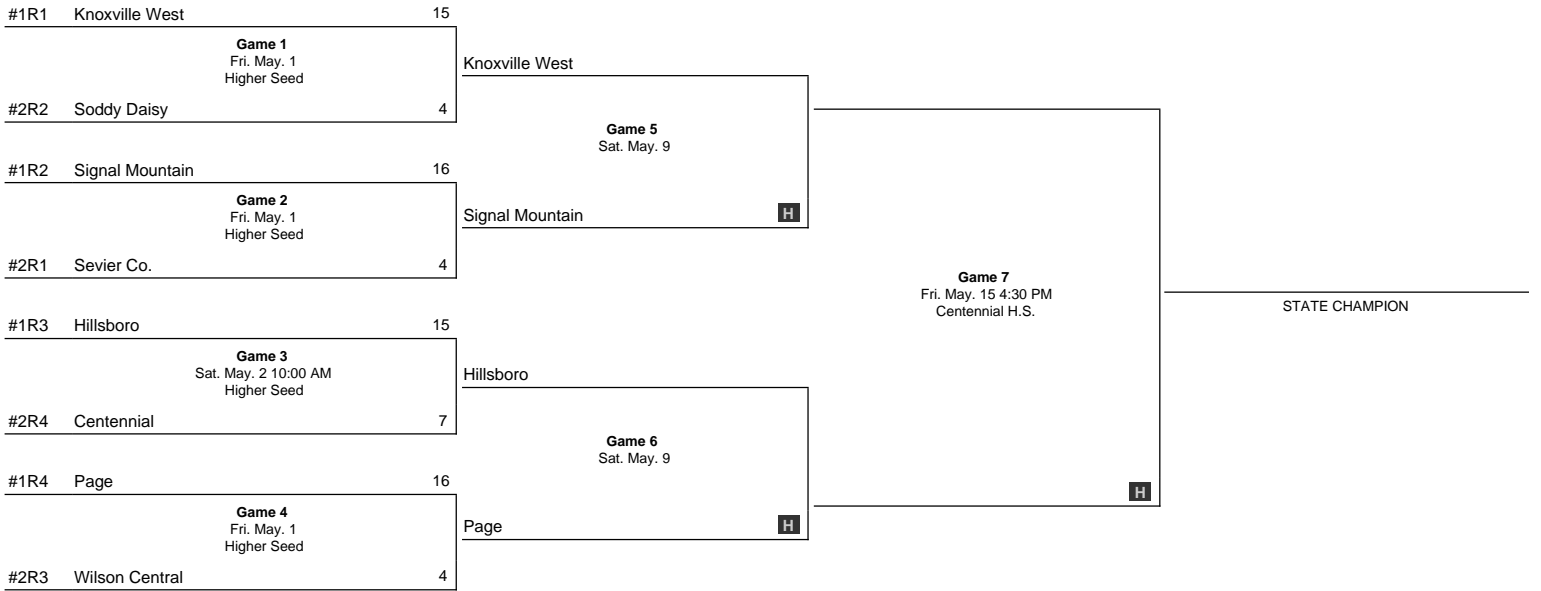 #1R1 Knoxville West 15
Game 1
Fri. May. 1
Higher Seed
#2R2 Soddy Daisy 4
#1R2 Signal Mountain 16
Game 2
Fri. May. 1
Higher Seed
#2R1 Sevier Co. 4
#1R3 Hillsboro 15
Game 3
Sat. May. 2 10:00 AM
Higher Seed
#2R4 Centennial 7
#1R4 Page 16
Game 4
Fri. May. 1
Higher Seed
#2R3 Wilson Central 4
Knoxville West
Game 5
Sat. May. 9
Signal Mountain H
Hillsboro
Game 6
Sat. May. 9
Page H
Game 7
Fri. May. 15 4:30 PM
Centennial H.S.
H
STATE CHAMPION